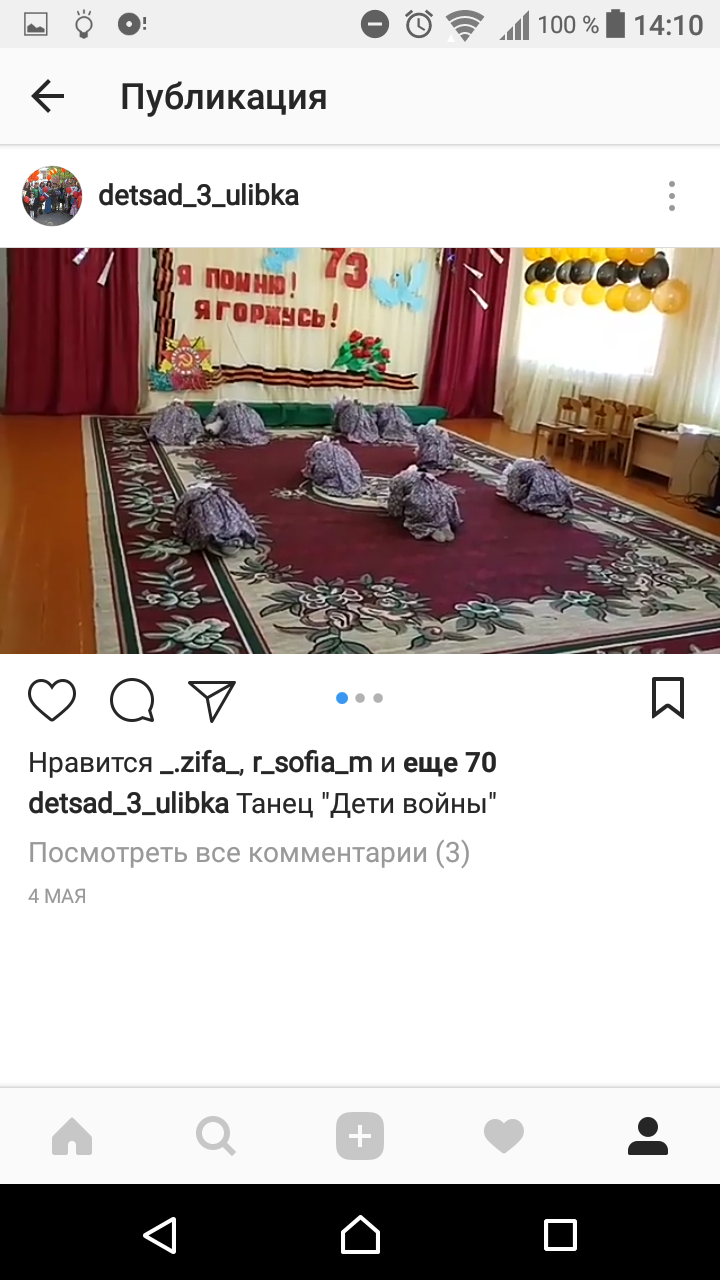 100 % 14:10
Публикация
detsad_3_ulibka
73
Я ПОМНЮ!
Я ГОРЖУСЬ!
Нравится _.zifa_, r_sofia_m и еще 70
detsad_3_ulibka Танец "Дети войны"
Посмотреть все комментарии (3)
4 МАЯ